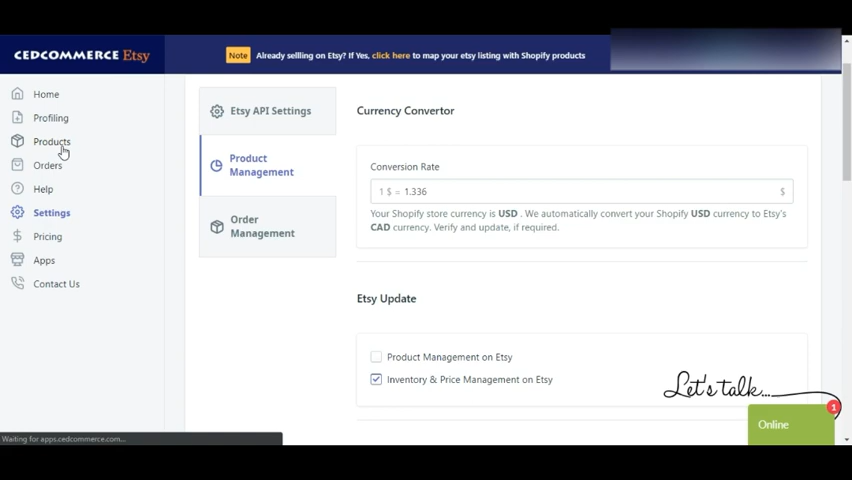 CEDCOMMERCE Etsy
Note Already sellling on Etsy? If Yes, click here to map your etsy listing with Shopify products
Home
Profiling
Products
Orders
Help
Settings
Pricing
Apps
Contact Us
Etsy API Settings
Product
Management
Order
Management
Currency Convertor
Conversion Rate
1 $ = 1.336 $
Your Shopify store currency is USD . We automatically convert your Shopify USD currency to Etsy's
CAD currency. Verify and update, if required.
Etsy Update
Product Management on Etsy
Inventory & Price Management on Etsy
Let's talk...
1
Online
Waiting for apps.cedcommerce.com...